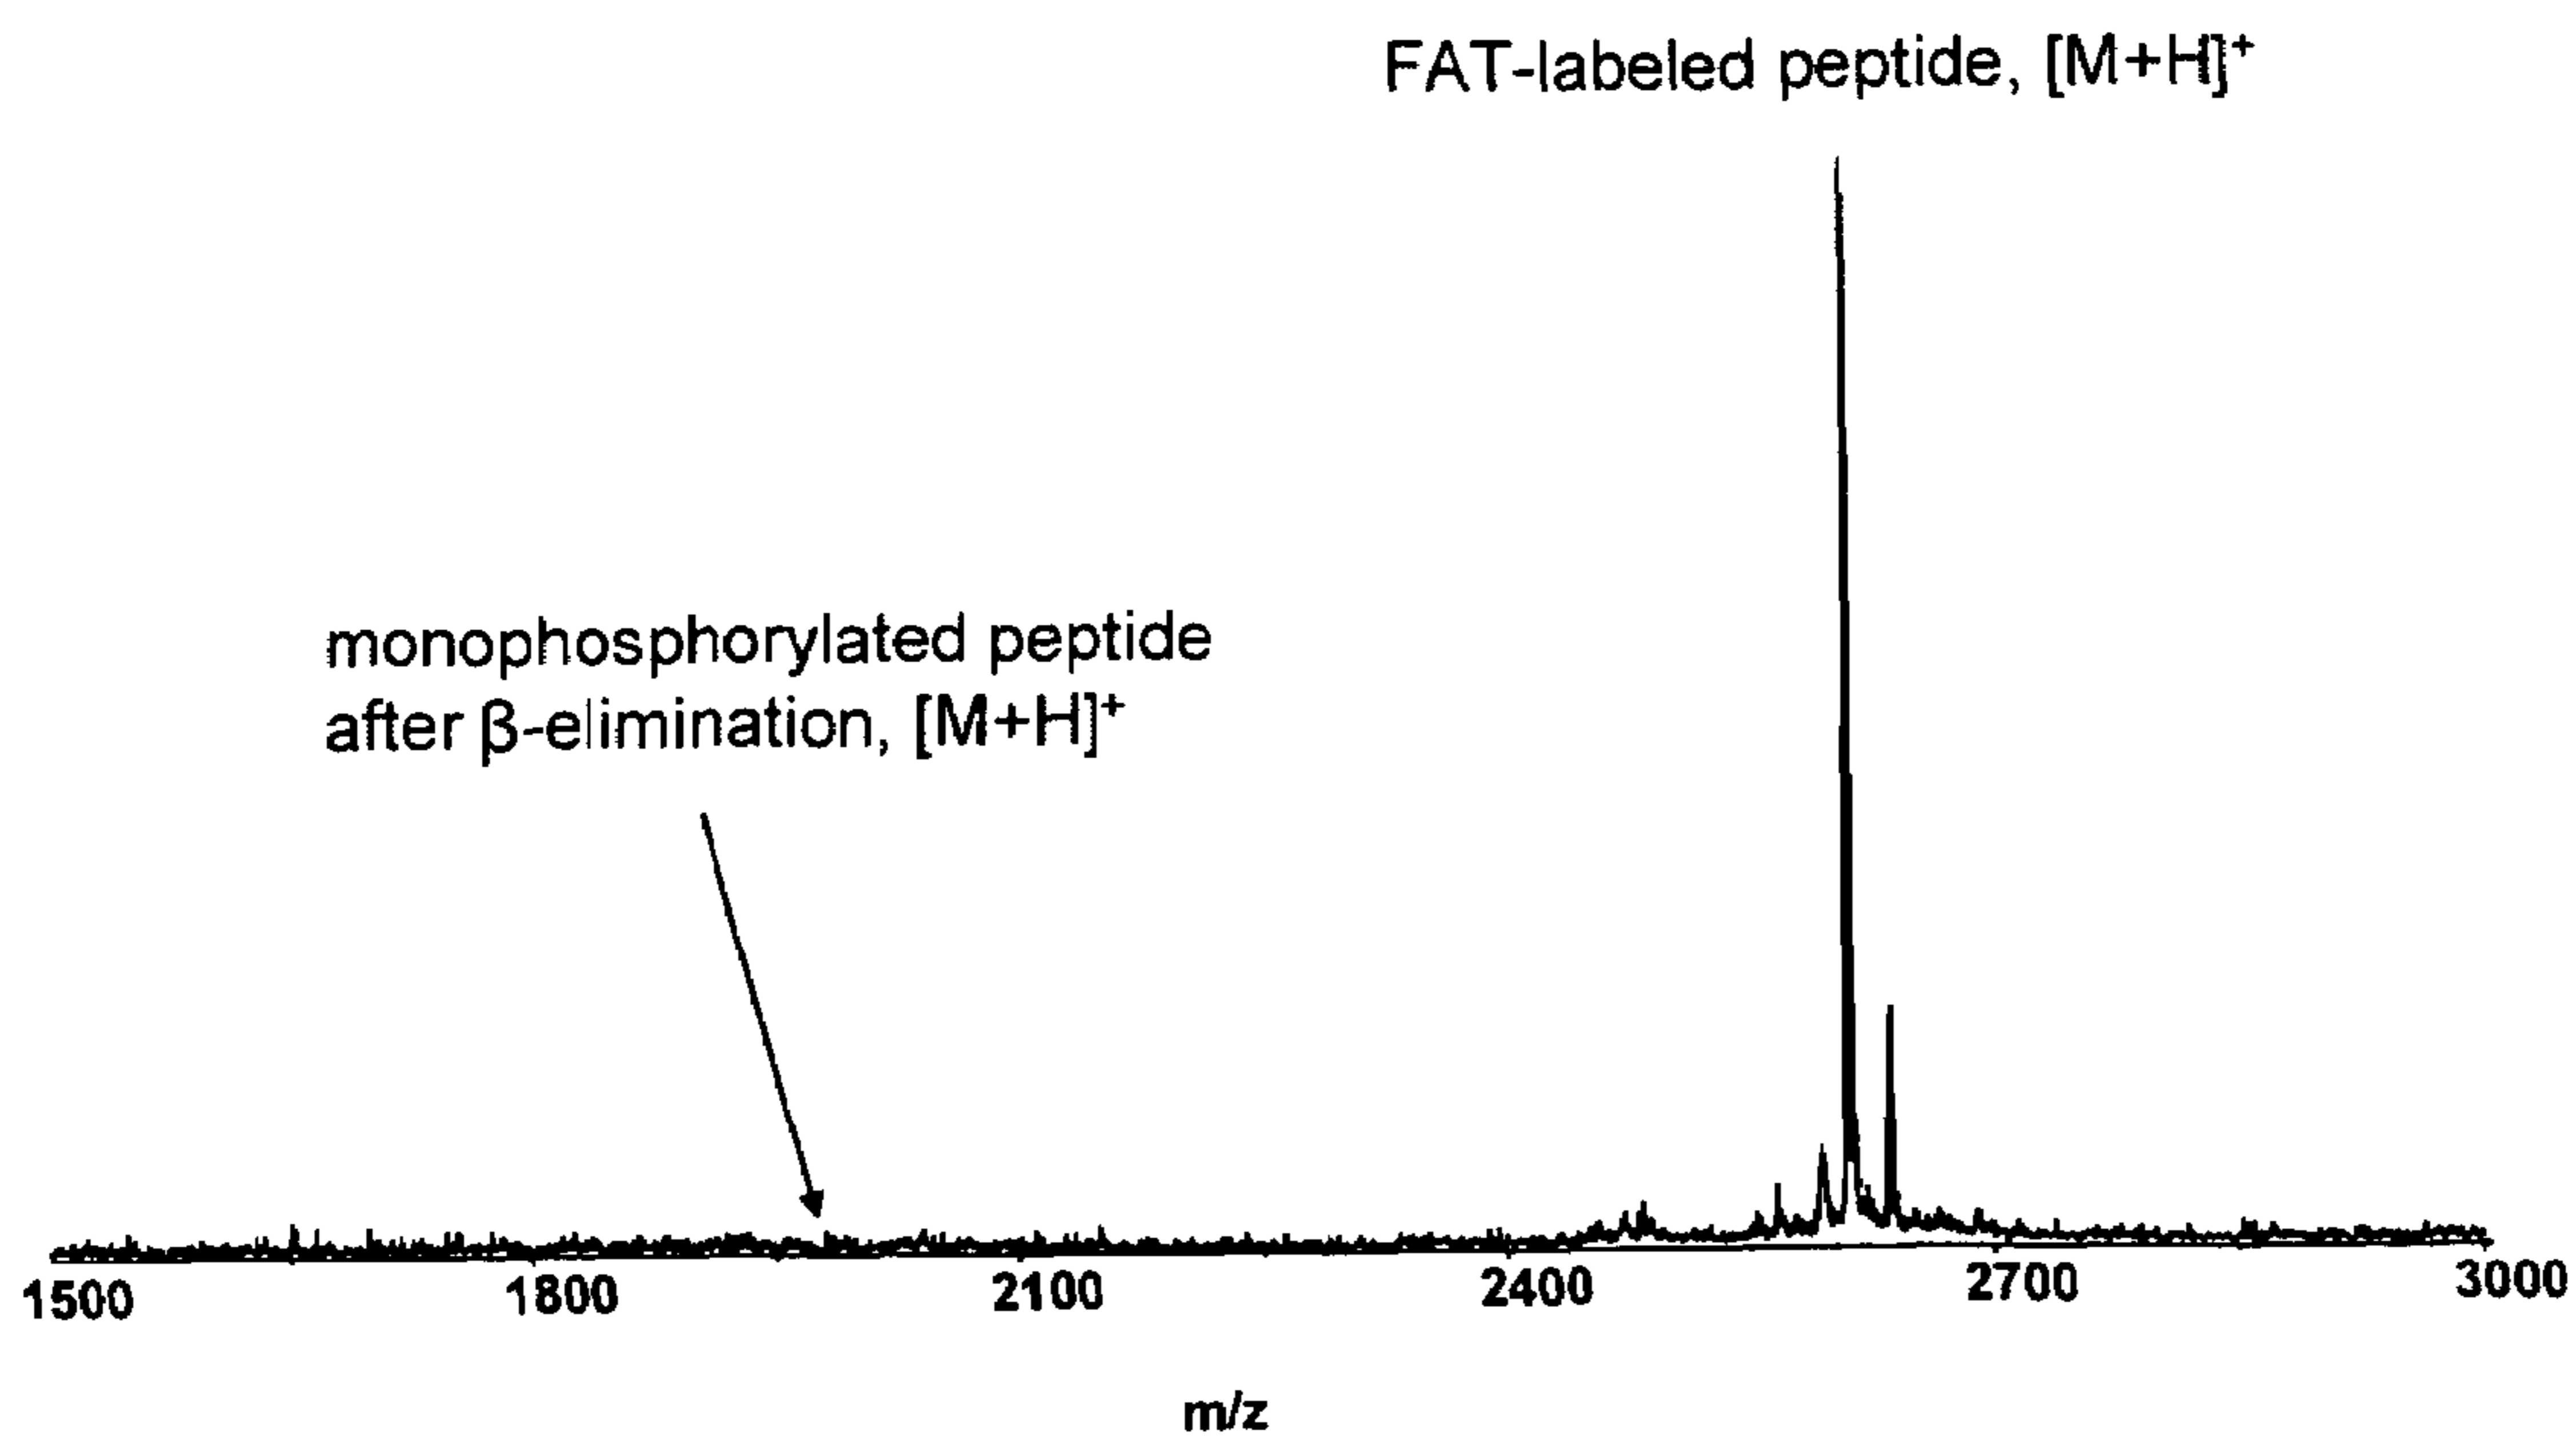 FAT-labeled peptide, [M+H]⁺
monophosphorylated peptide
after β-elimination, [M+H]⁺
1500 1800 2100 2400 2700 3000
m/z